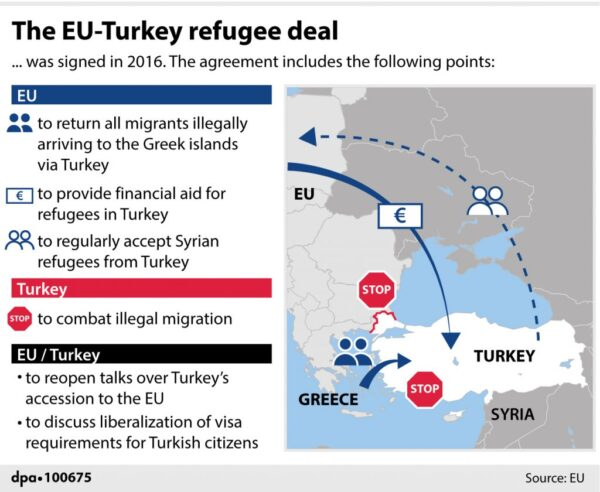 The EU-Turkey refugee deal
... was signed in 2016. The agreement includes the following points:
EU
to return all migrants illegally
arriving to the Greek islands
via Turkey
€
to provide financial aid for
refugees in Turkey
to regularly accept Syrian
refugees from Turkey
Turkey
STOP
to combat illegal migration
EU / Turkey
• to reopen talks over Turkey's
accession to the EU
• to discuss liberalization of visa
requirements for Turkish citizens
EU
€
STOP
TURKEY
GREECE
STOP
SYRIA
dpa•100675
Source: EU